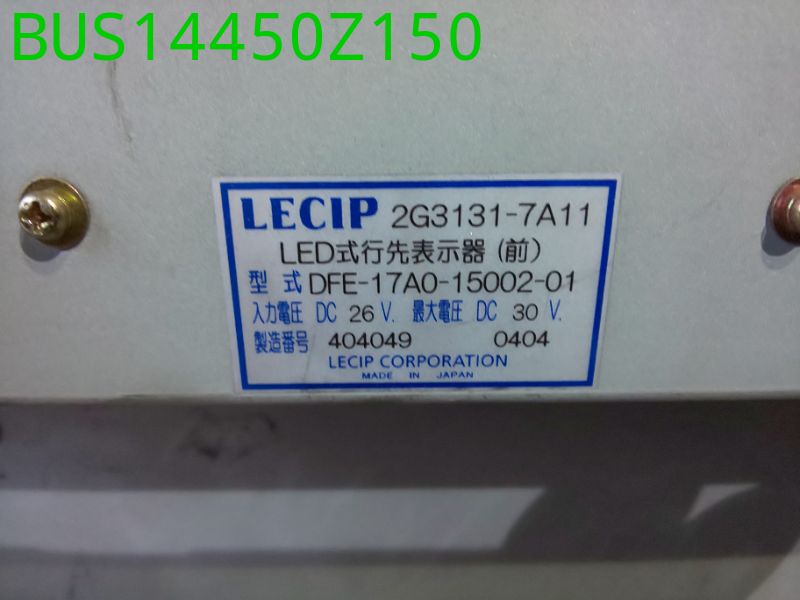 BUS14450Z150
LECIP 2G3131-7A11
LED式行先表示器(前)
型式 DFE-17A0-15002-01
入力電圧 DC 26 V. 最大電圧 DC 30 V.
製造番号 404049 0404
LECIP CORPORATION
MADE IN JAPAN